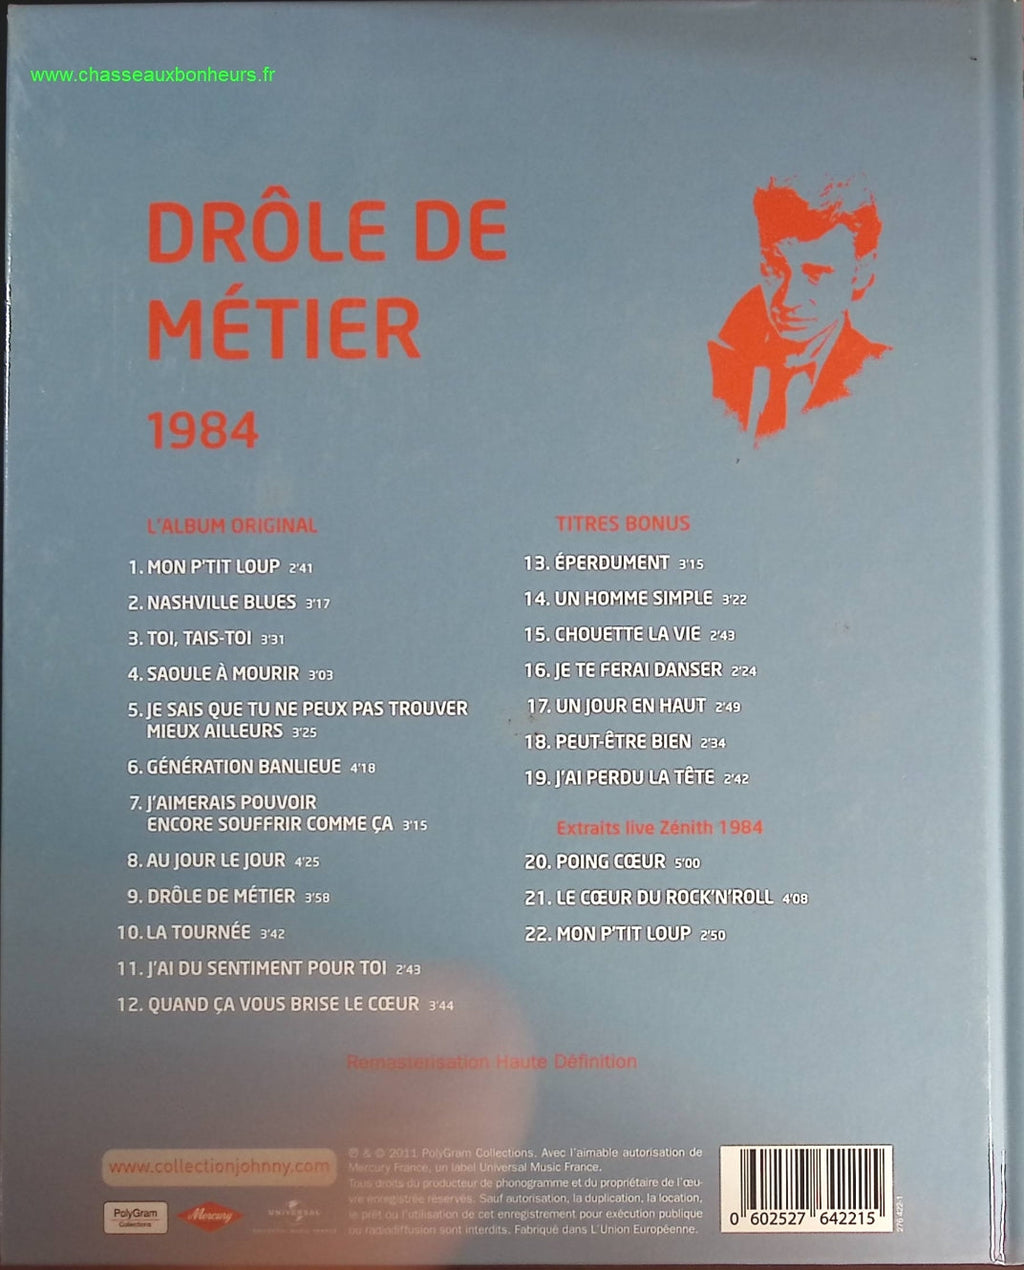 www.chasseauxbonheurs.fr
DRÔLE DE
MÉTIER
1984
L'ALBUM ORIGINAL
1. MON P'TIT LOUP 2'41
2. NASHVILLE BLUES 3'17
3. TOI, TAIS-TOI 3'31
4. SAOULE À MOURIR 3'03
5. JE SAIS QUE TU NE PEUX PAS TROUVER
MIEUX AILLEURS 3'25
6. GÉNÉRATION BANLIEUE 4'18
7. J'AIMERAIS POUVOIR
ENCORE SOUFFRIR COMME ÇA 3'15
8. AU JOUR LE JOUR 4'25
9. DRÔLE DE MÉTIER 3'58
10. LA TOURNÉE 3'42
11. J'AI DU SENTIMENT POUR TOI 2'43
12. QUAND ÇA VOUS BRISE LE CŒUR 3'44
TITRES BONUS
13. ÉPERDUMENT 3'15
14. UN HOMME SIMPLE 3'22
15. CHOUETTE LA VIE 2'43
16. JE TE FERAI DANSER 2'24
17. UN JOUR EN HAUT 2'49
18. PEUT-ÊTRE BIEN 2'34
19. J'AI PERDU LA TÊTE 2'42
Extraits live Zénith 1984
20. POING CŒUR 5'00
21. LE CŒUR DU ROCK'N'ROLL 4'08
22. MON P'TIT LOUP 2'50
Remasterisation Haute Définition
www.collectionjohnny.com
PolyGram
Collections
Mercury
UNIVERSAL
℗ & © 2011 PolyGram Collections. Avec l'aimable autorisation de
Mercury France, un label Universal Music France.
Tous droits du producteur de phonogramme et du propriétaire de l'œu-
vre enregistrée réservés. Sauf autorisation, la duplication, la location,
le prêt ou l'utilisation de cet enregistrement pour exécution publique
ou radiodiffusion sont interdits. Fabriqué dans L'Union Européenne.
0 602527 642215
276 422-1